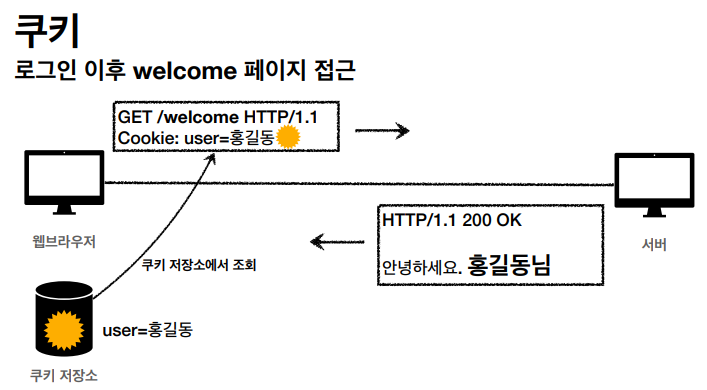 쿠키
로그인 이후 welcome 페이지 접근
GET /welcome HTTP/1.1
Cookie: user=홍길동
웹브라우저
HTTP/1.1 200 OK
안녕하세요. 홍길동님
서버
쿠키 저장소에서 조회
user=홍길동
쿠키 저장소